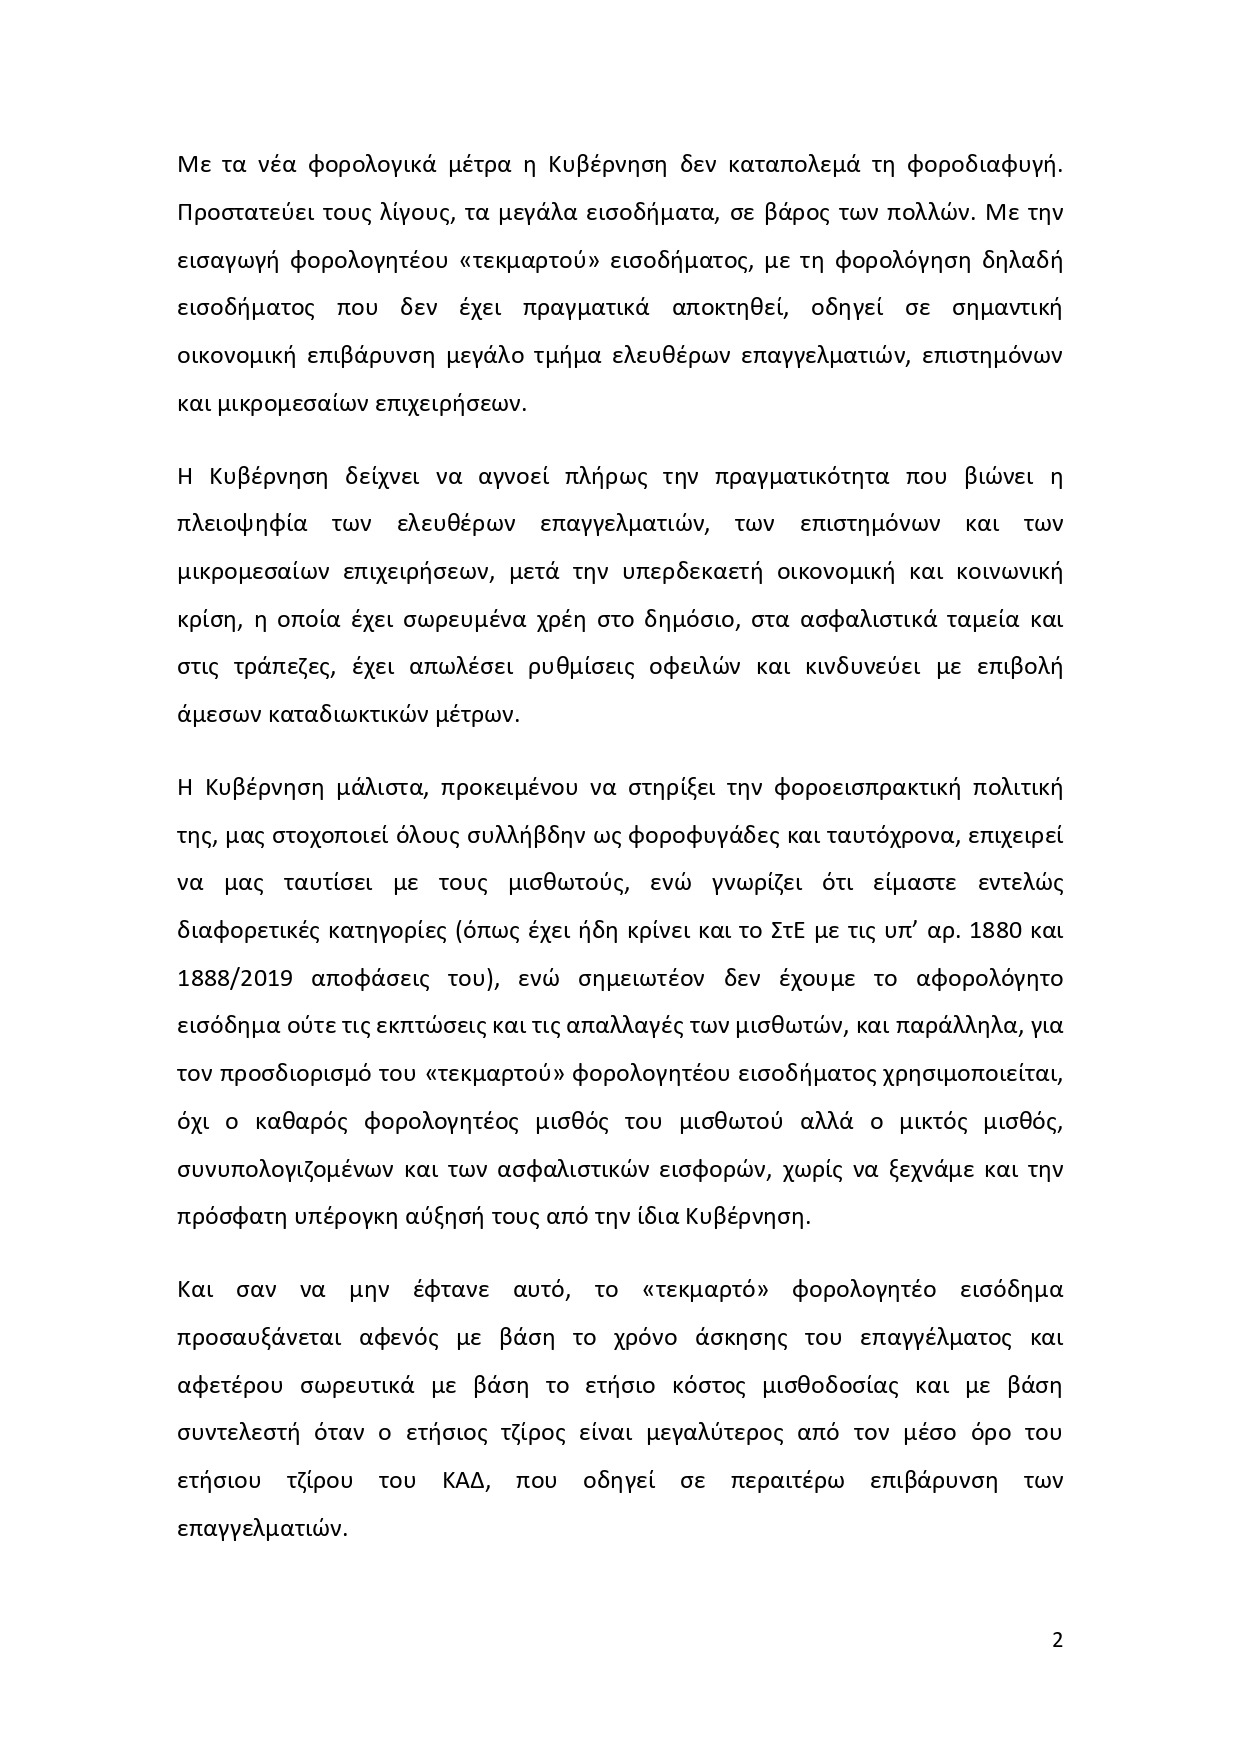 Με τα νέα φορολογικά μέτρα η Κυβέρνηση δεν καταπολεμά τη φοροδιαφυγή.
Προστατεύει τους λίγους, τα μεγάλα εισοδήματα, σε βάρος των πολλών. Με την
εισαγωγή φορολογητέου «τεκμαρτού» εισοδήματος, με τη φορολόγηση δηλαδή
εισοδήματος που δεν έχει πραγματικά αποκτηθεί, οδηγεί σε σημαντική
οικονομική επιβάρυνση μεγάλο τμήμα ελευθέρων επαγγελματιών, επιστημόνων
και μικρομεσαίων επιχειρήσεων.
Η Κυβέρνηση δείχνει να αγνοεί πλήρως την πραγματικότητα που βιώνει η
πλειοψηφία των ελευθέρων επαγγελματιών, των επιστημόνων και των
μικρομεσαίων επιχειρήσεων, μετά την υπερδεκαετή οικονομική και κοινωνική
κρίση, η οποία έχει σωρευμένα χρέη στο δημόσιο, στα ασφαλιστικά ταμεία και
στις τράπεζες, έχει απωλέσει ρυθμίσεις οφειλών και κινδυνεύει με επιβολή
άμεσων καταδιωκτικών μέτρων.
Η Κυβέρνηση μάλιστα, προκειμένου να στηρίξει την φοροεισπρακτική πολιτική
της, μας στοχοποιεί όλους συλλήβδην ως φοροφυγάδες και ταυτόχρονα, επιχειρεί
να μας ταυτίσει με τους μισθωτούς, ενώ γνωρίζει ότι είμαστε εντελώς
διαφορετικές κατηγορίες (όπως έχει ήδη κρίνει και το ΣτΕ με τις υπ’ αρ. 1880 και
1888/2019 αποφάσεις του), ενώ σημειωτέον δεν έχουμε το αφορολόγητο
εισόδημα ούτε τις εκπτώσεις και τις απαλλαγές των μισθωτών, και παράλληλα, για
τον προσδιορισμό του «τεκμαρτού» φορολογητέου εισοδήματος χρησιμοποιείται,
όχι ο καθαρός φορολογητέος μισθός του μισθωτού αλλά ο μικτός μισθός,
συνυπολογιζομένων και των ασφαλιστικών εισφορών, χωρίς να ξεχνάμε και την
πρόσφατη υπέρογκη αύξησή τους από την ίδια Κυβέρνηση.
Και σαν να μην έφτανε αυτό, το «τεκμαρτό» φορολογητέο εισόδημα
προσαυξάνεται αφενός με βάση το χρόνο άσκησης του επαγγέλματος και
αφετέρου σωρευτικά με βάση το ετήσιο κόστος μισθοδοσίας και με βάση
συντελεστή όταν ο ετήσιος τζίρος είναι μεγαλύτερος από τον μέσο όρο του
ετήσιου τζίρου του ΚΑΔ, που οδηγεί σε περαιτέρω επιβάρυνση των
επαγγελματιών.
2